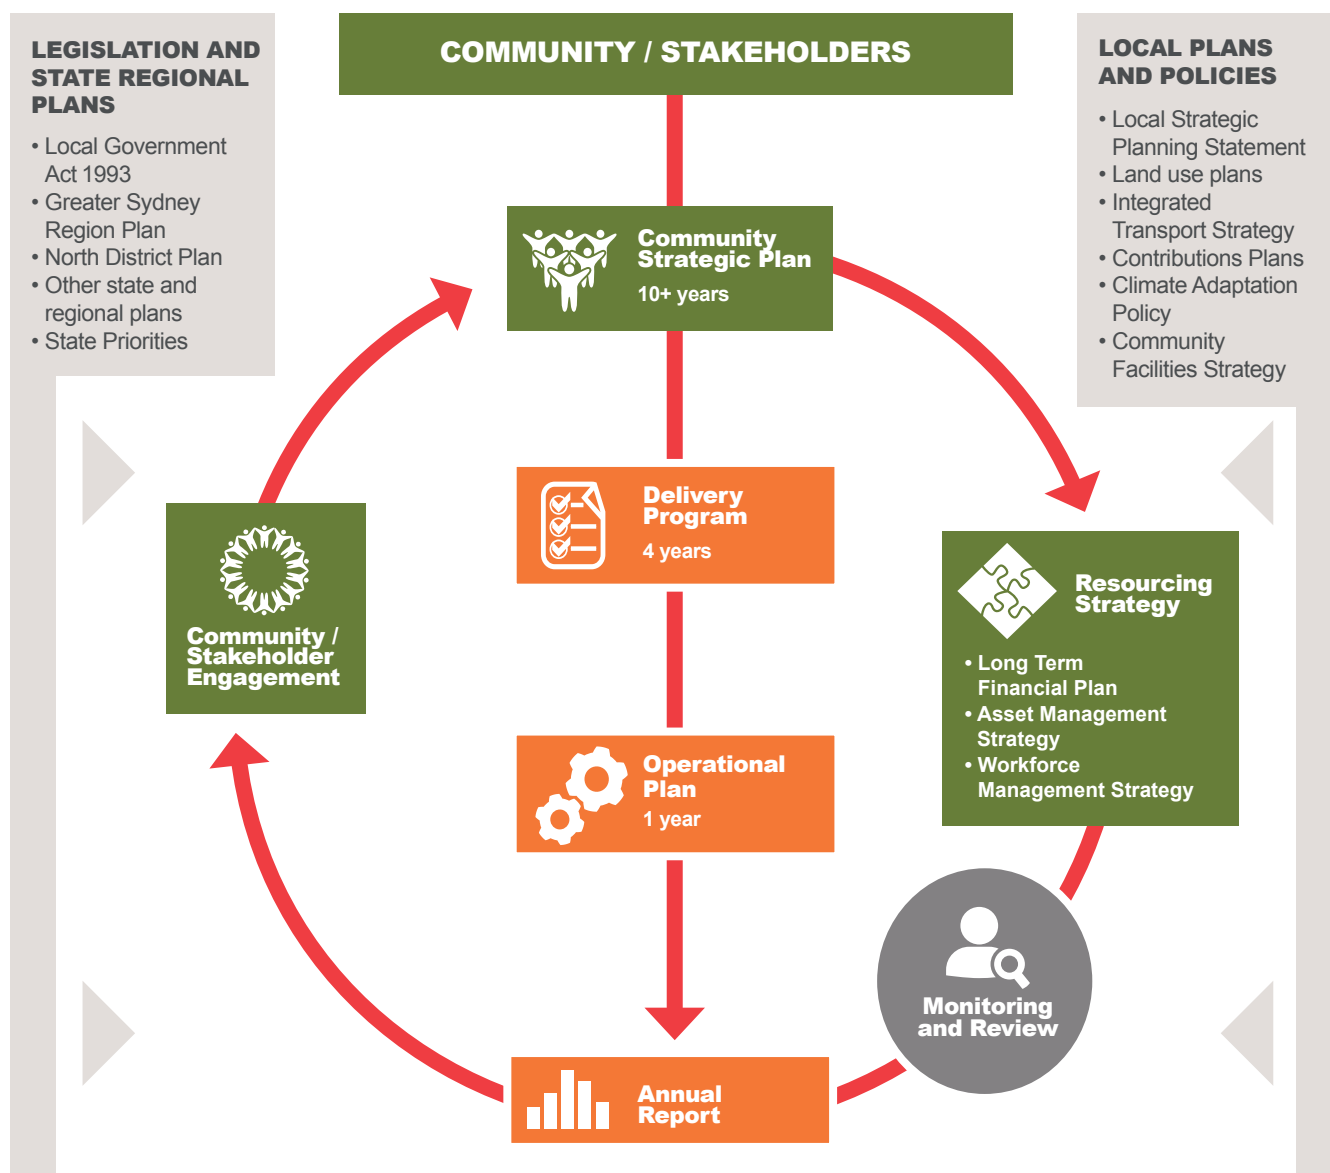 LEGISLATION AND
STATE REGIONAL
PLANS
• Local Government
Act 1993
• Greater Sydney
Region Plan
• North District Plan
• Other state and
regional plans
• State Priorities
COMMUNITY / STAKEHOLDERS
LOCAL PLANS
AND POLICIES
• Local Strategic
Planning Statement
• Land use plans
• Integrated
Transport Strategy
• Contributions Plans
• Climate Adaptation
Policy
• Community
Facilities Strategy
Community
Strategic Plan
10+ years
Delivery
Program
4 years
Community /
Stakeholder
Engagement
Resourcing
Strategy
• Long Term
Financial Plan
• Asset Management
Strategy
• Workforce
Management Strategy
Operational
Plan
1 year
Monitoring
and Review
Annual
Report